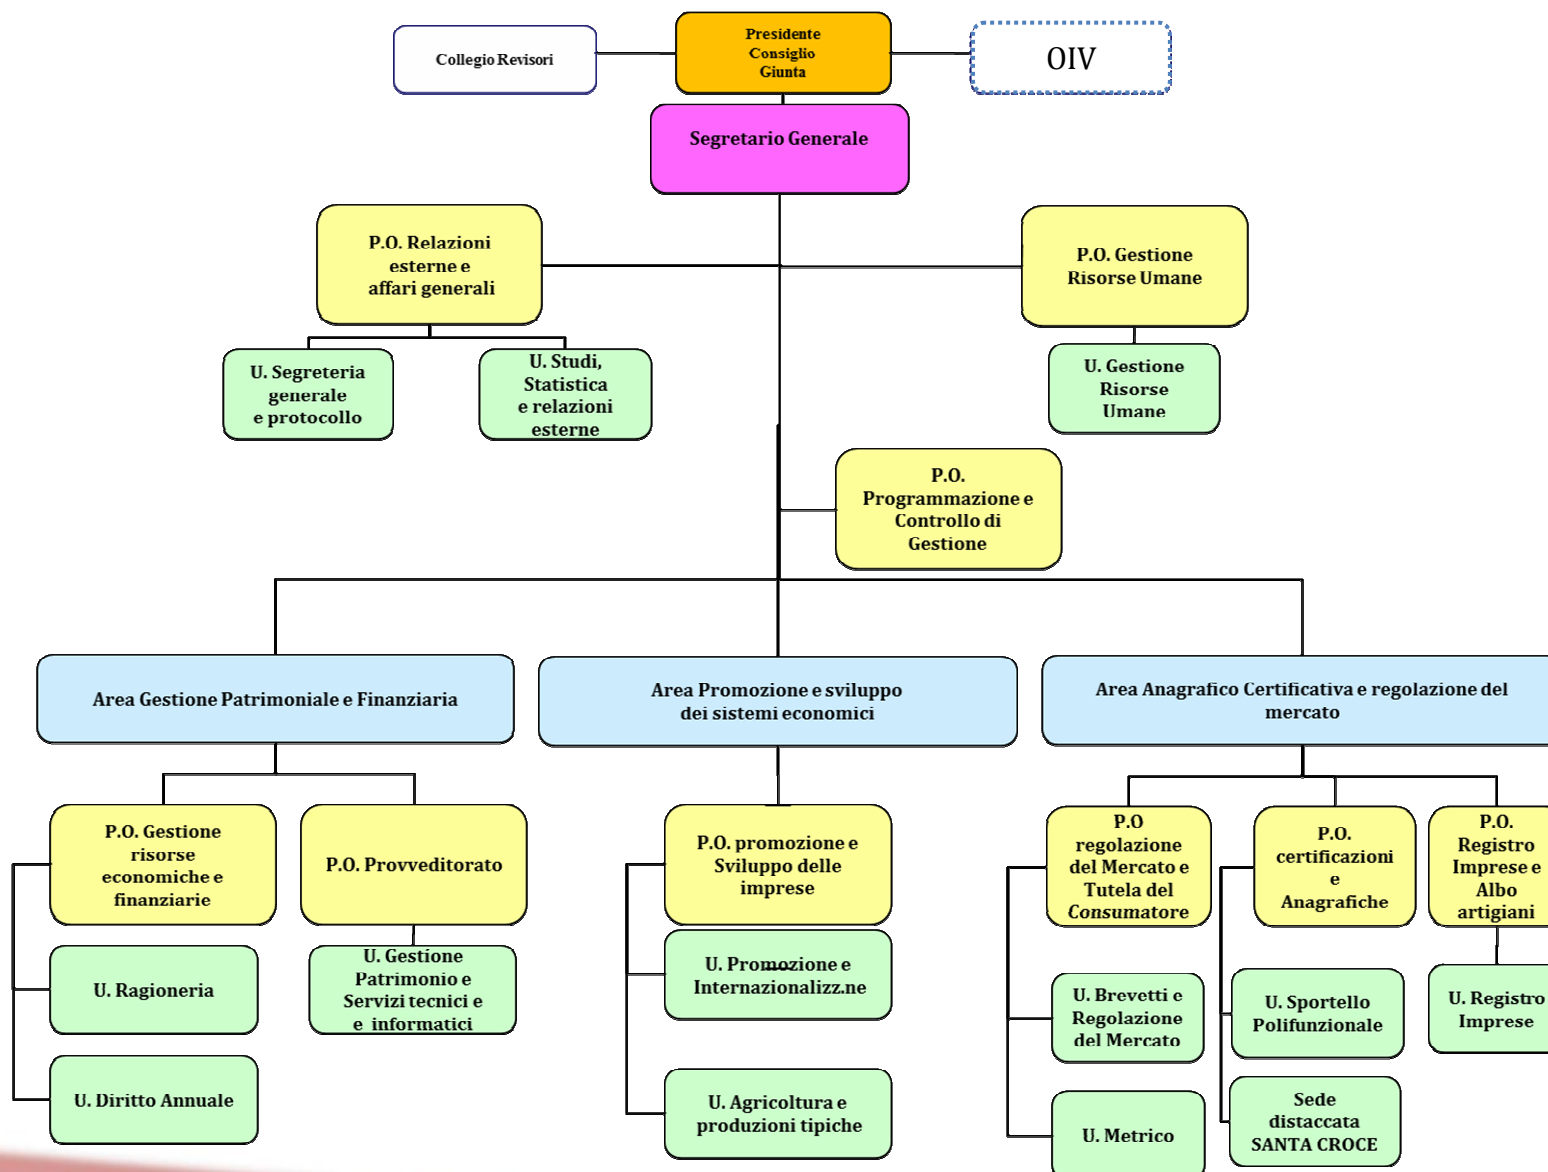 Collegio Revisori
Presidente
Consiglio
Giunta
OIV
Segretario Generale
P.O. Relazioni
esterne e
affari generali
P.O. Gestione
Risorse Umane
U. Segreteria
generale
e protocollo
U. Studi,
Statistica
e relazioni
esterne
U. Gestione
Risorse
Umane
P.O.
Programmazione e
Controllo di
Gestione
Area Gestione Patrimoniale e Finanziaria
Area Promozione e sviluppo
dei sistemi economici
Area Anagrafico Certificativa e regolazione del
mercato
P.O. Gestione
risorse
economiche e
finanziarie
P.O. Provveditorato
P.O. promozione e
Sviluppo delle
imprese
P.O
regolazione
del Mercato e
Tutela del
Consumatore
P.O.
certificazioni
e
Anagrafiche
P.O.
Registro
Imprese e
Albo
artigiani
U. Ragioneria
U. Gestione
Patrimonio e
Servizi tecnici e
e informatici
U. Promozione e
Internazionalizz.ne
U. Brevetti e
Regolazione
del Mercato
U. Sportello
Polifunzionale
U. Registro
Imprese
U. Diritto Annuale
U. Agricoltura e
produzioni tipiche
U. Metrico
Sede
distaccata
SANTA CROCE